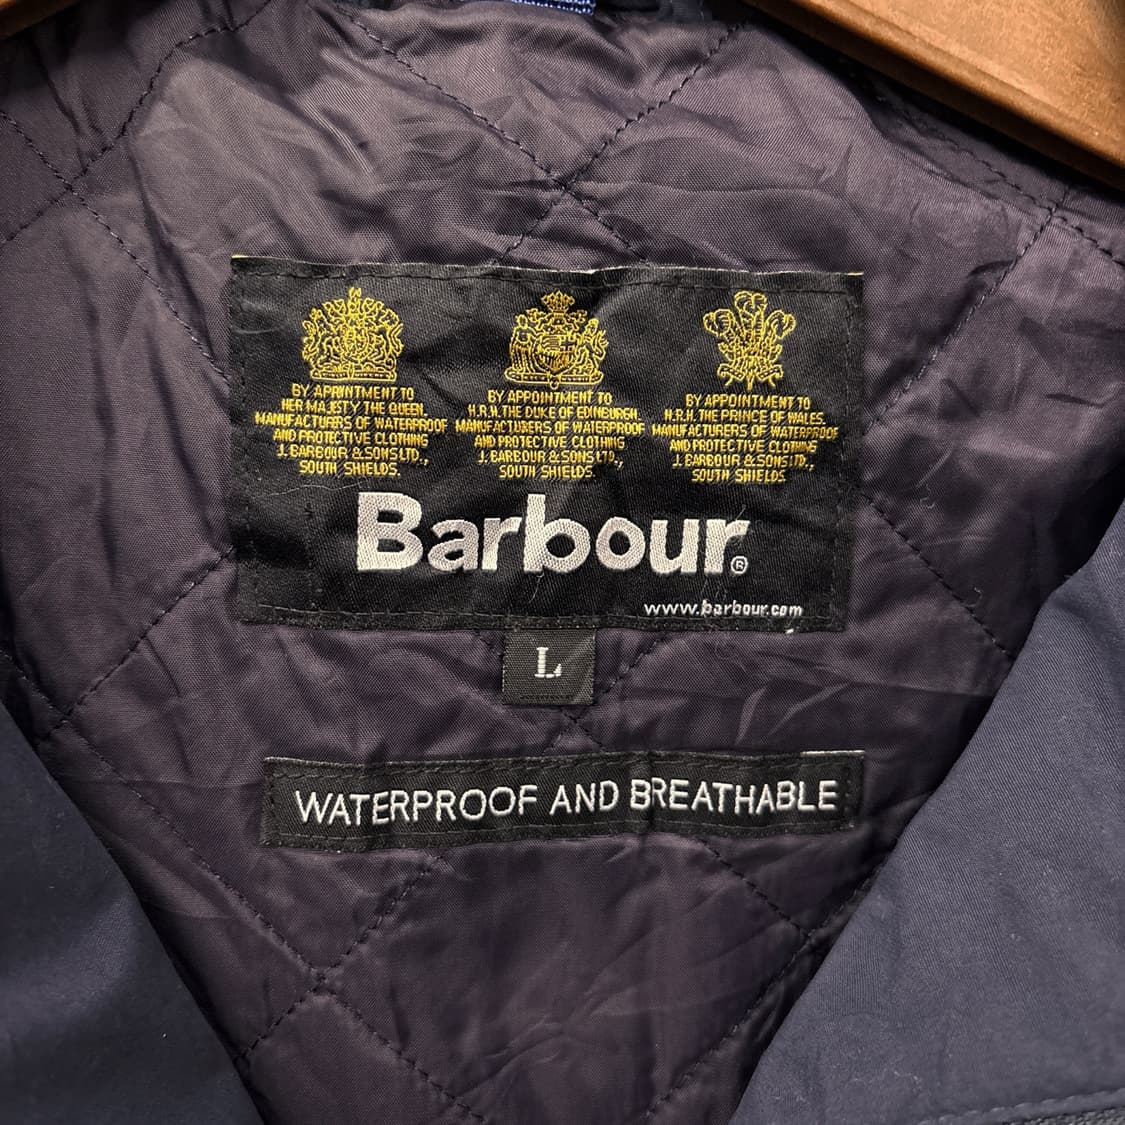 BY APPOINTMENT TO
HER MAJESTY THE QUEEN.
MANUFACTURERS OF WATERPROOF
AND PROTECTIVE CLOTHING
J. BARBOUR & SONS LTD.,
SOUTH SHIELDS.
BY APPOINTMENT TO
H.R.H. THE DUKE OF EDINBURGH.
MANUFACTURERS OF WATERPROOF
AND PROTECTIVE CLOTHING
J. BARBOUR & SONS LTD.,
SOUTH SHIELDS.
BY APPOINTMENT TO
H.R.H. THE PRINCE OF WALES.
MANUFACTURERS OF WATERPROOF
AND PROTECTIVE CLOTHING
J. BARBOUR & SONS LTD.,
SOUTH SHIELDS.
Barbour®
www.barbour.com
L
WATERPROOF AND BREATHABLE